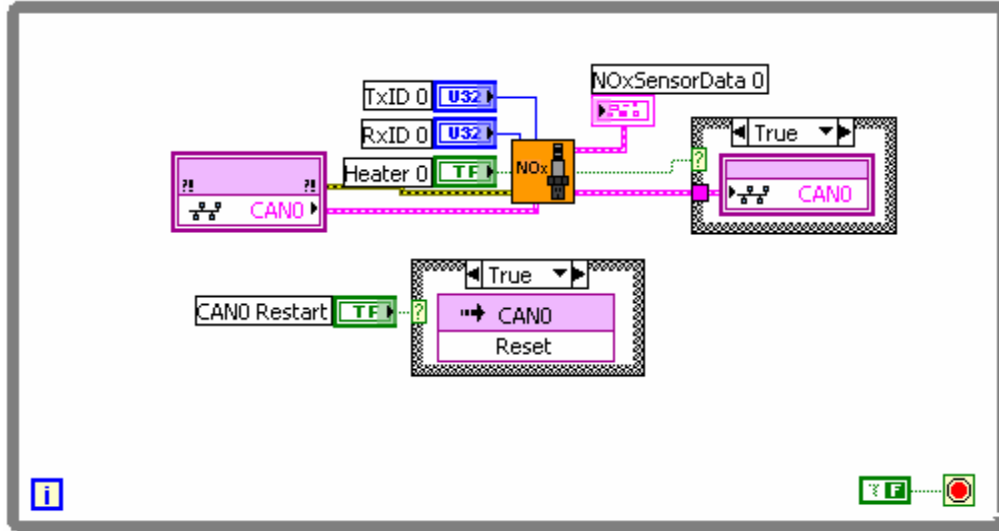 NOxSensorData 0
TxID 0 U32
RxID 0 U32
True
Heater 0 TF
NOx
?
?!
?!
CAN0
CAN0
True
CAN0 Restart TF
?
CAN0
Reset
i
F